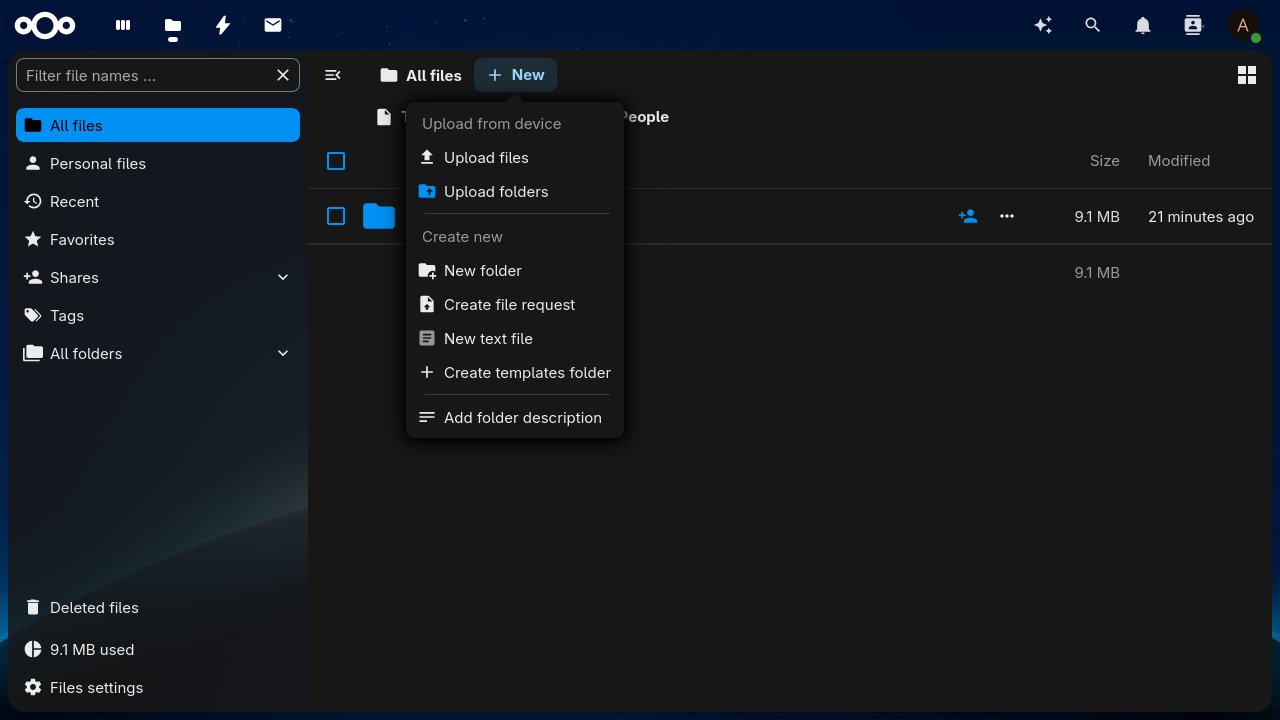 A
Filter file names ...
All files
New
All files
Personal files
Recent
Favorites
Shares
Tags
All folders
Deleted files
9.1 MB used
Files settings
People
Upload from device
Upload files
Upload folders
Create new
New folder
Create file request
New text file
Create templates folder
Add folder description
Size
Modified
9.1 MB
21 minutes ago
9.1 MB